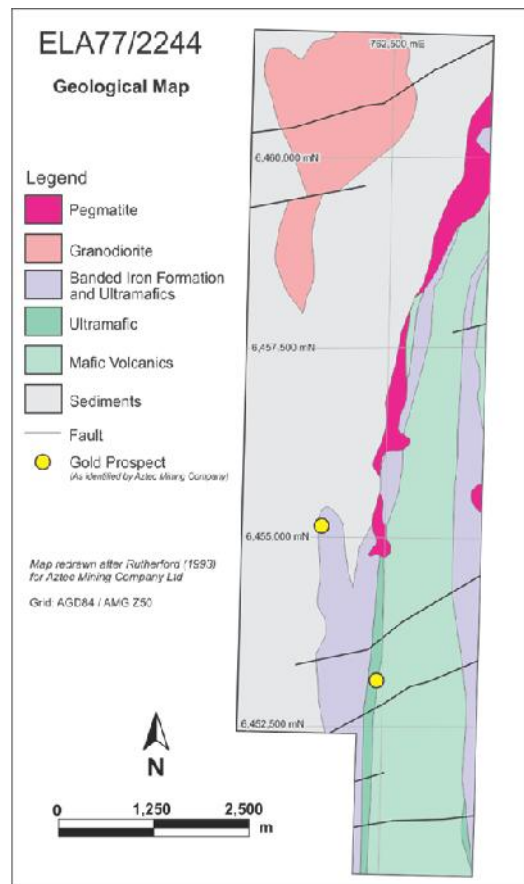 ELA77/2244
Geological Map
Legend
Pegmatite
Granodiorite
Banded Iron Formation
and Ultramafics
Ultramafic
Mafic Volcanics
Sediments
Fault
Gold Prospect
(As identified by Aztec Mining Company)
Map redrawn after Rutherford (1993)
for Aztec Mining Company Ltd
Grid: AGD84 / AMG Z50
N
0 1,250 2,500
m
762,500 mE
6,460,000 mN
6,457,500 mN
6,455,000 mN
6,452,500 mN